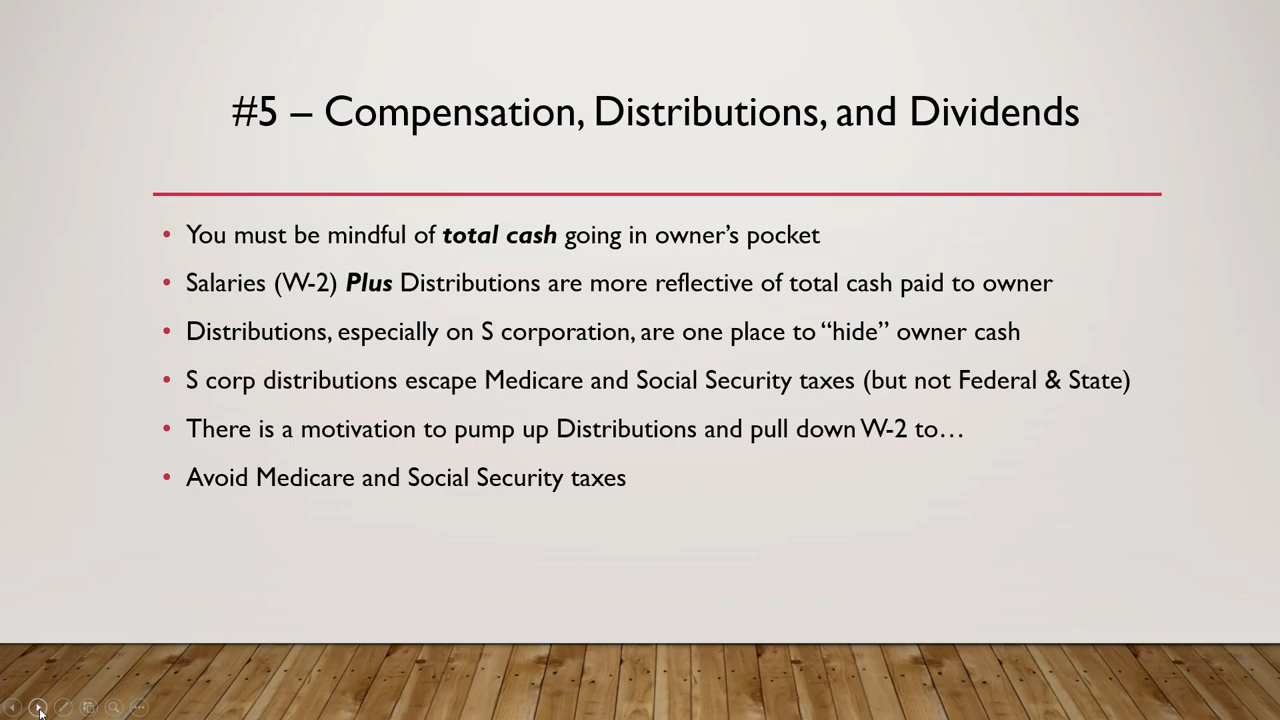 #5 – Compensation, Distributions, and Dividends
• You must be mindful of total cash going in owner’s pocket
• Salaries (W-2) Plus Distributions are more reflective of total cash paid to owner
• Distributions, especially on S corporation, are one place to “hide” owner cash
• S corp distributions escape Medicare and Social Security taxes (but not Federal & State)
• There is a motivation to pump up Distributions and pull down W-2 to…
• Avoid Medicare and Social Security taxes